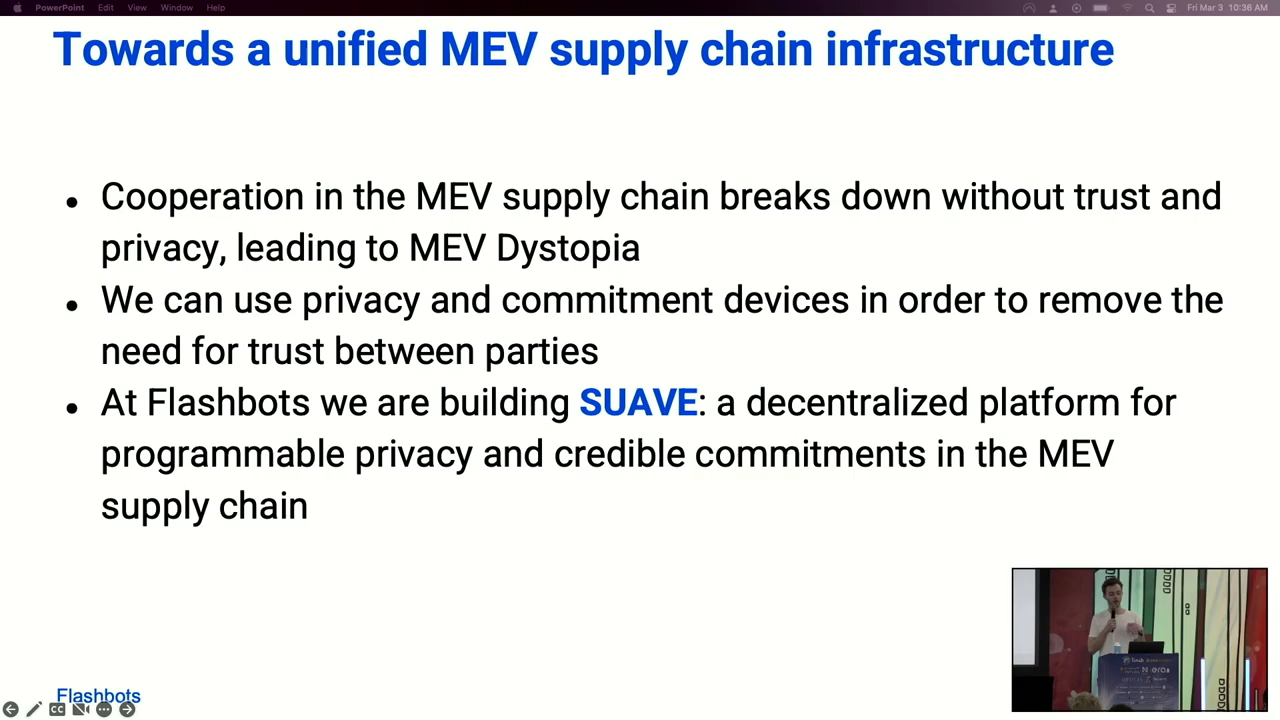 PowerPoint Edit View Window Help Fri Mar 3 10:36 AM
Towards a unified MEV supply chain infrastructure
• Cooperation in the MEV supply chain breaks down without trust and
privacy, leading to MEV Dystopia
• We can use privacy and commitment devices in order to remove the
need for trust between parties
• At Flashbots we are building SUAVE: a decentralized platform for
programmable privacy and credible commitments in the MEV
supply chain
Flashbots
CC